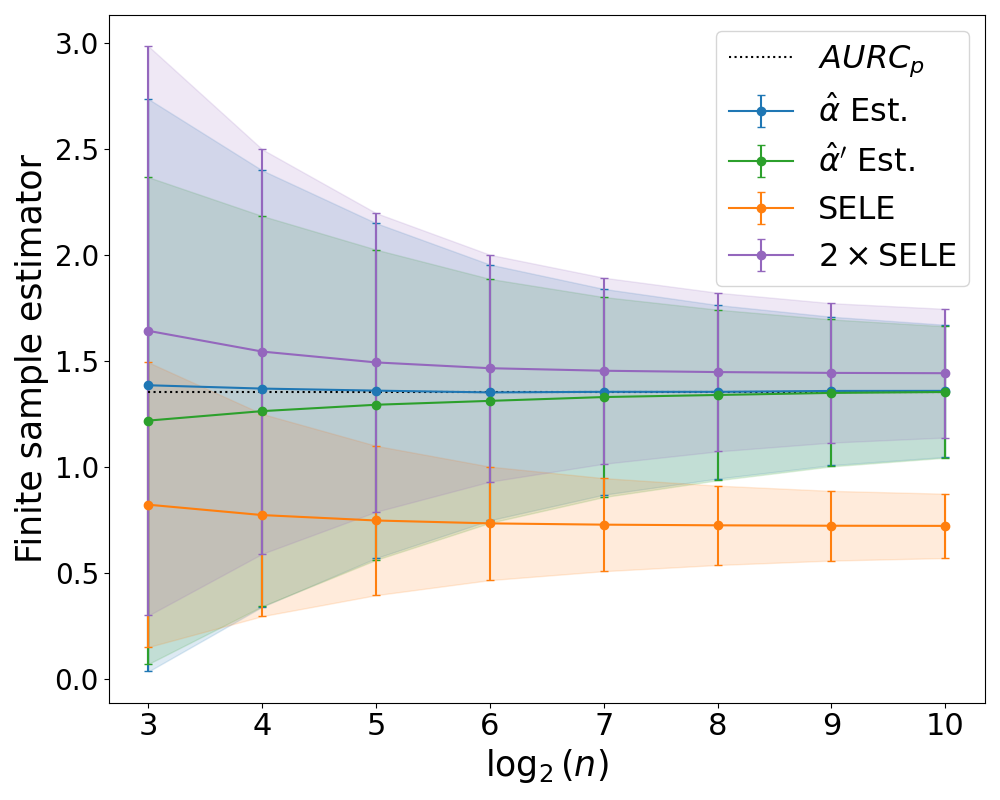 Finite sample estimator
3.0
2.5
2.0
1.5
1.0
0.5
0.0
3 4 5 6 7 8 9 10
log₂ (n)
AURCₚ
α̂ Est.
α̂′ Est.
SELE
2 × SELE